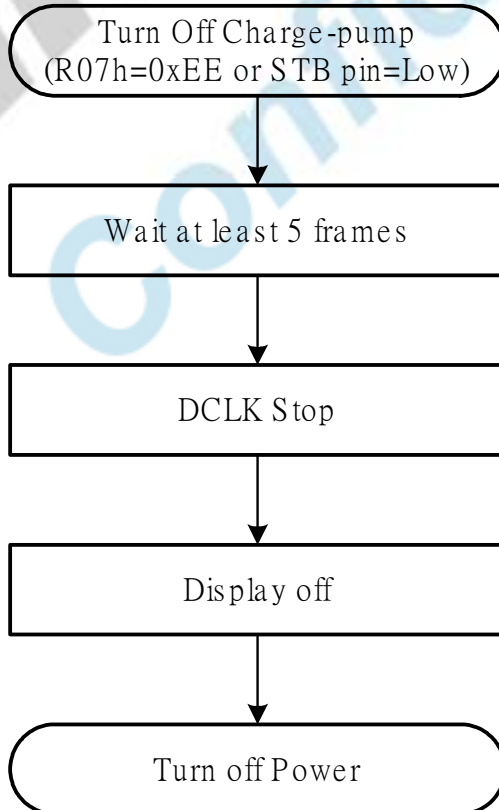 Turn Off Charge-pump
(R07h=0xEE or STB pin=Low)
Wait at least 5 frames
DCLK Stop
Display off
Turn off Power